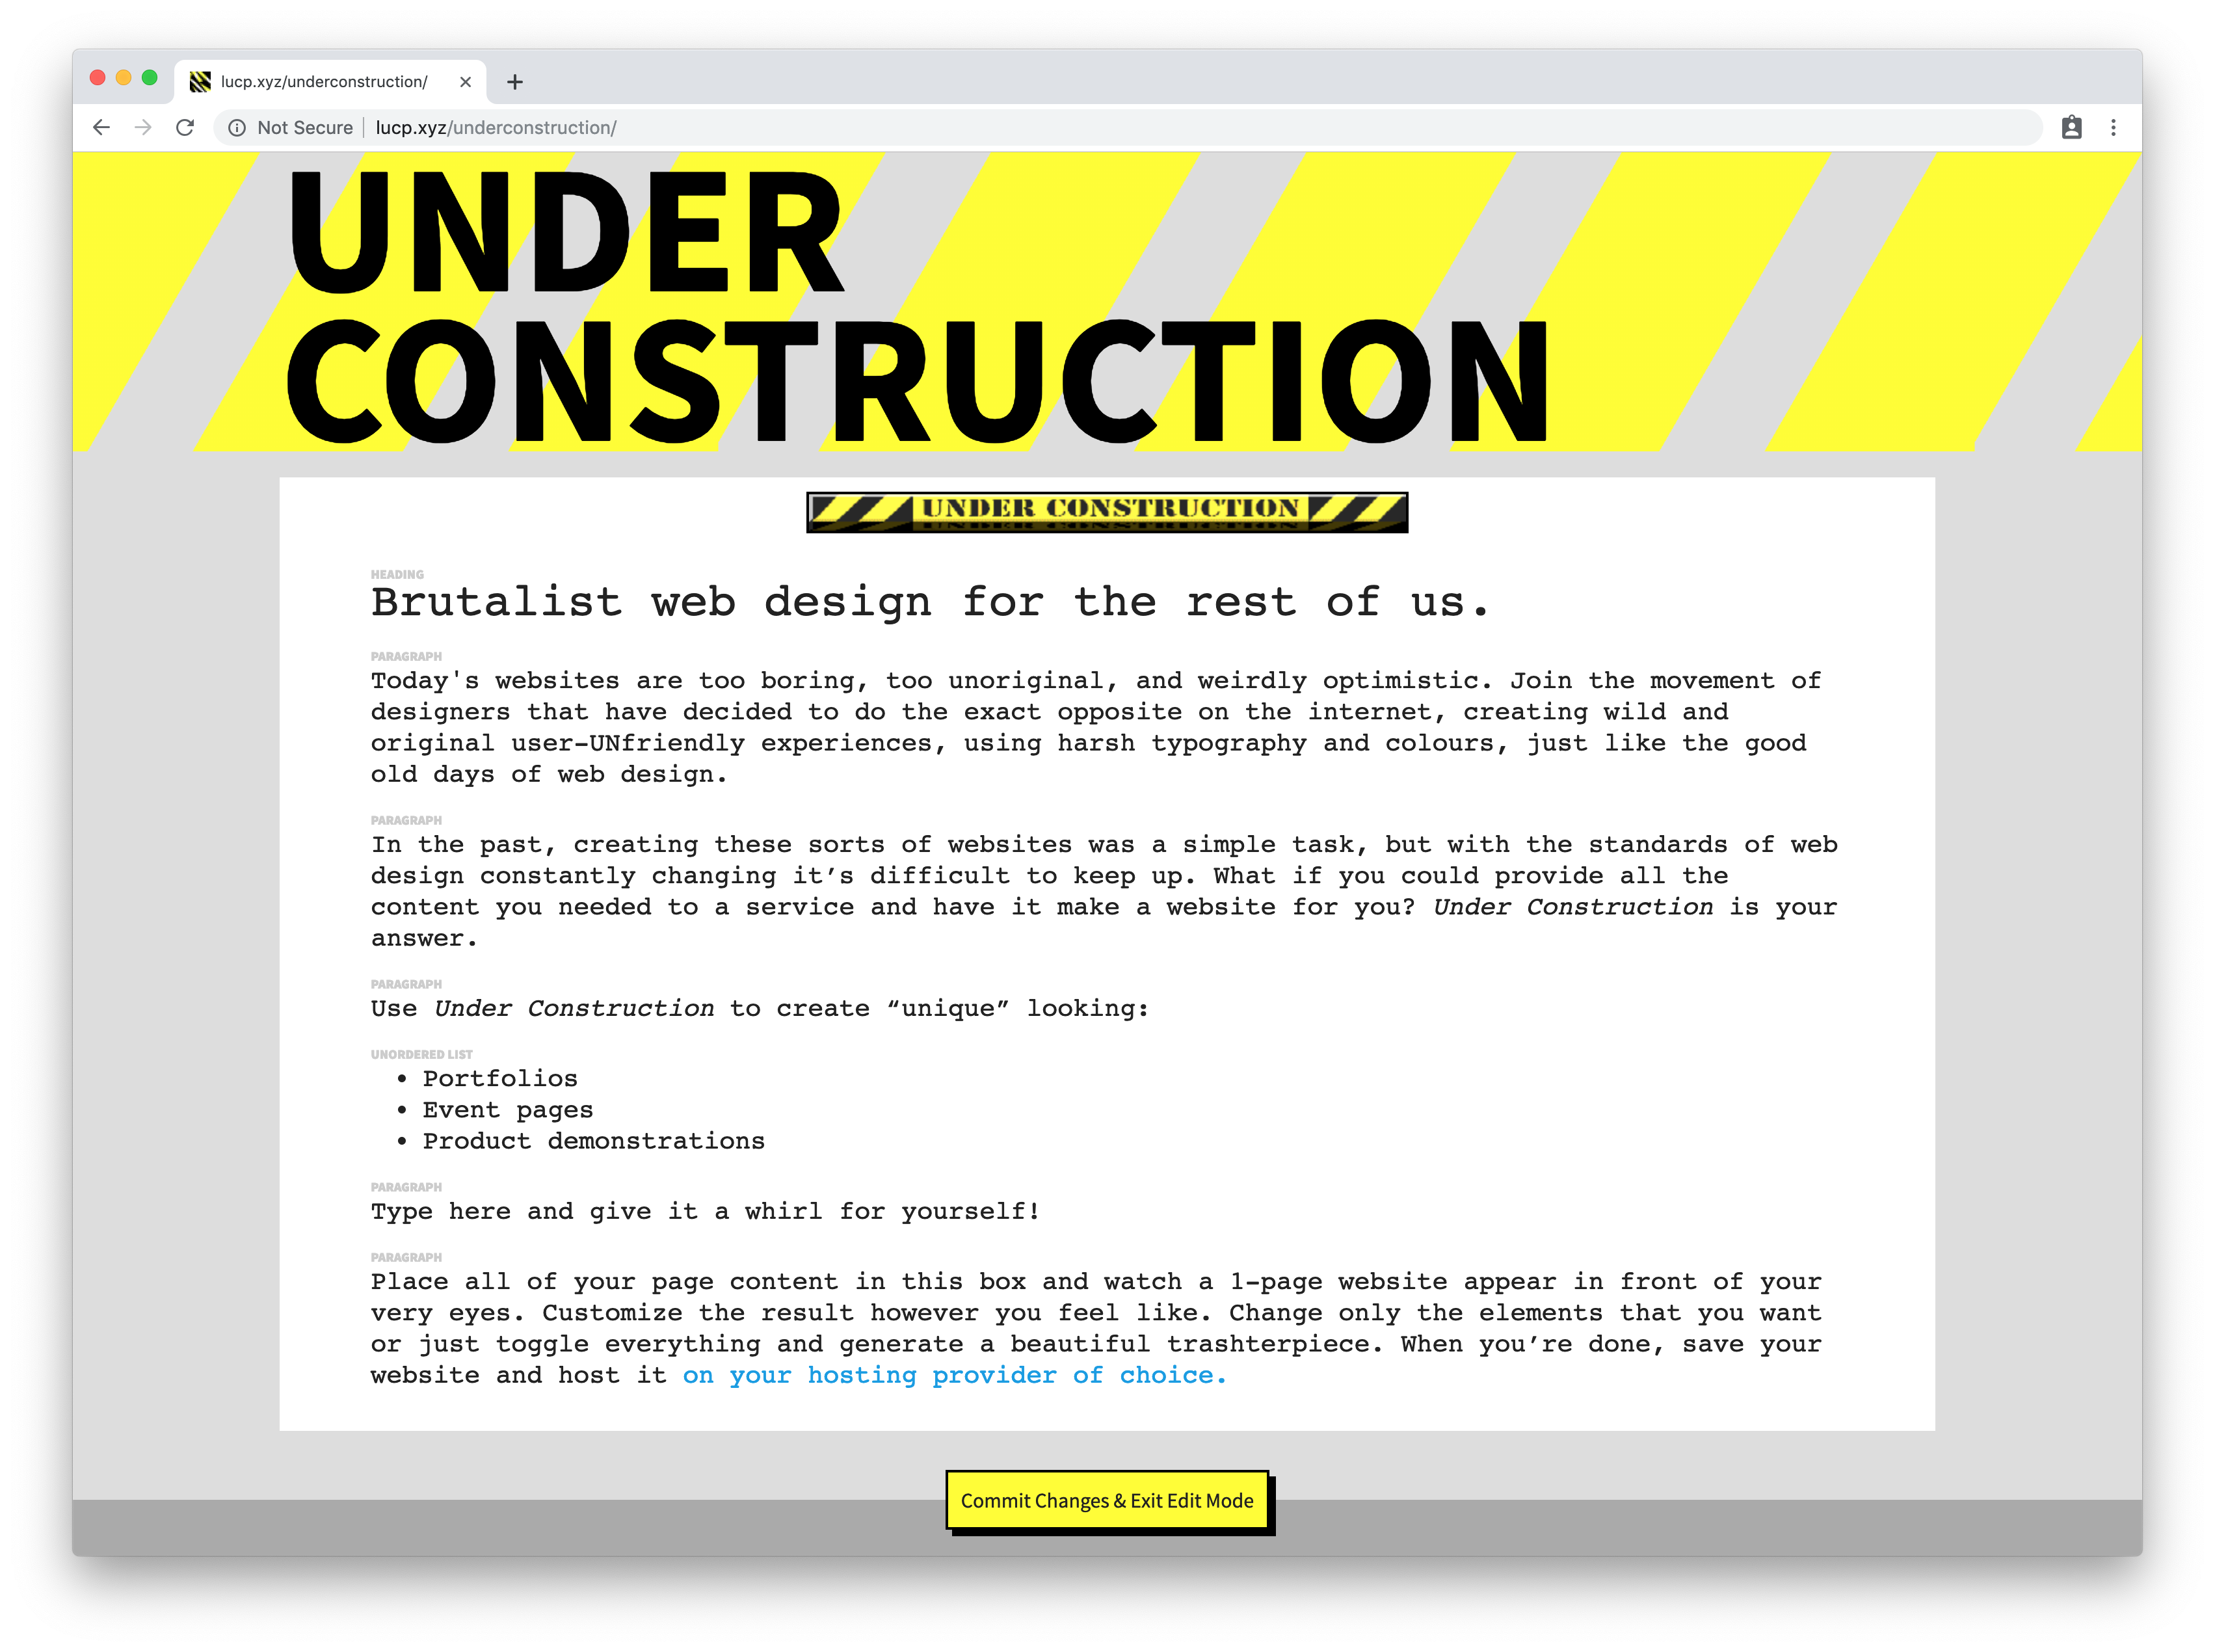 lucp.xyz/underconstruction/
Not Secure
lucp.xyz/underconstruction/
UNDER
CONSTRUCTION
UNDER CONSTRUCTION
HEADING
Brutalist web design for the rest of us.
PARAGRAPH
Today's websites are too boring, too unoriginal, and weirdly optimistic. Join the movement of
designers that have decided to do the exact opposite on the internet, creating wild and
original user-UNfriendly experiences, using harsh typography and colours, just like the good
old days of web design.
PARAGRAPH
In the past, creating these sorts of websites was a simple task, but with the standards of web
design constantly changing it’s difficult to keep up. What if you could provide all the
content you needed to a service and have it make a website for you? Under Construction is your
answer.
PARAGRAPH
Use Under Construction to create “unique” looking:
UNORDERED LIST
• Portfolios
• Event pages
• Product demonstrations
PARAGRAPH
Type here and give it a whirl for yourself!
PARAGRAPH
Place all of your page content in this box and watch a 1-page website appear in front of your
very eyes. Customize the result however you feel like. Change only the elements that you want
or just toggle everything and generate a beautiful trashterpiece. When you’re done, save your
website and host it on your hosting provider of choice.
Commit Changes & Exit Edit Mode